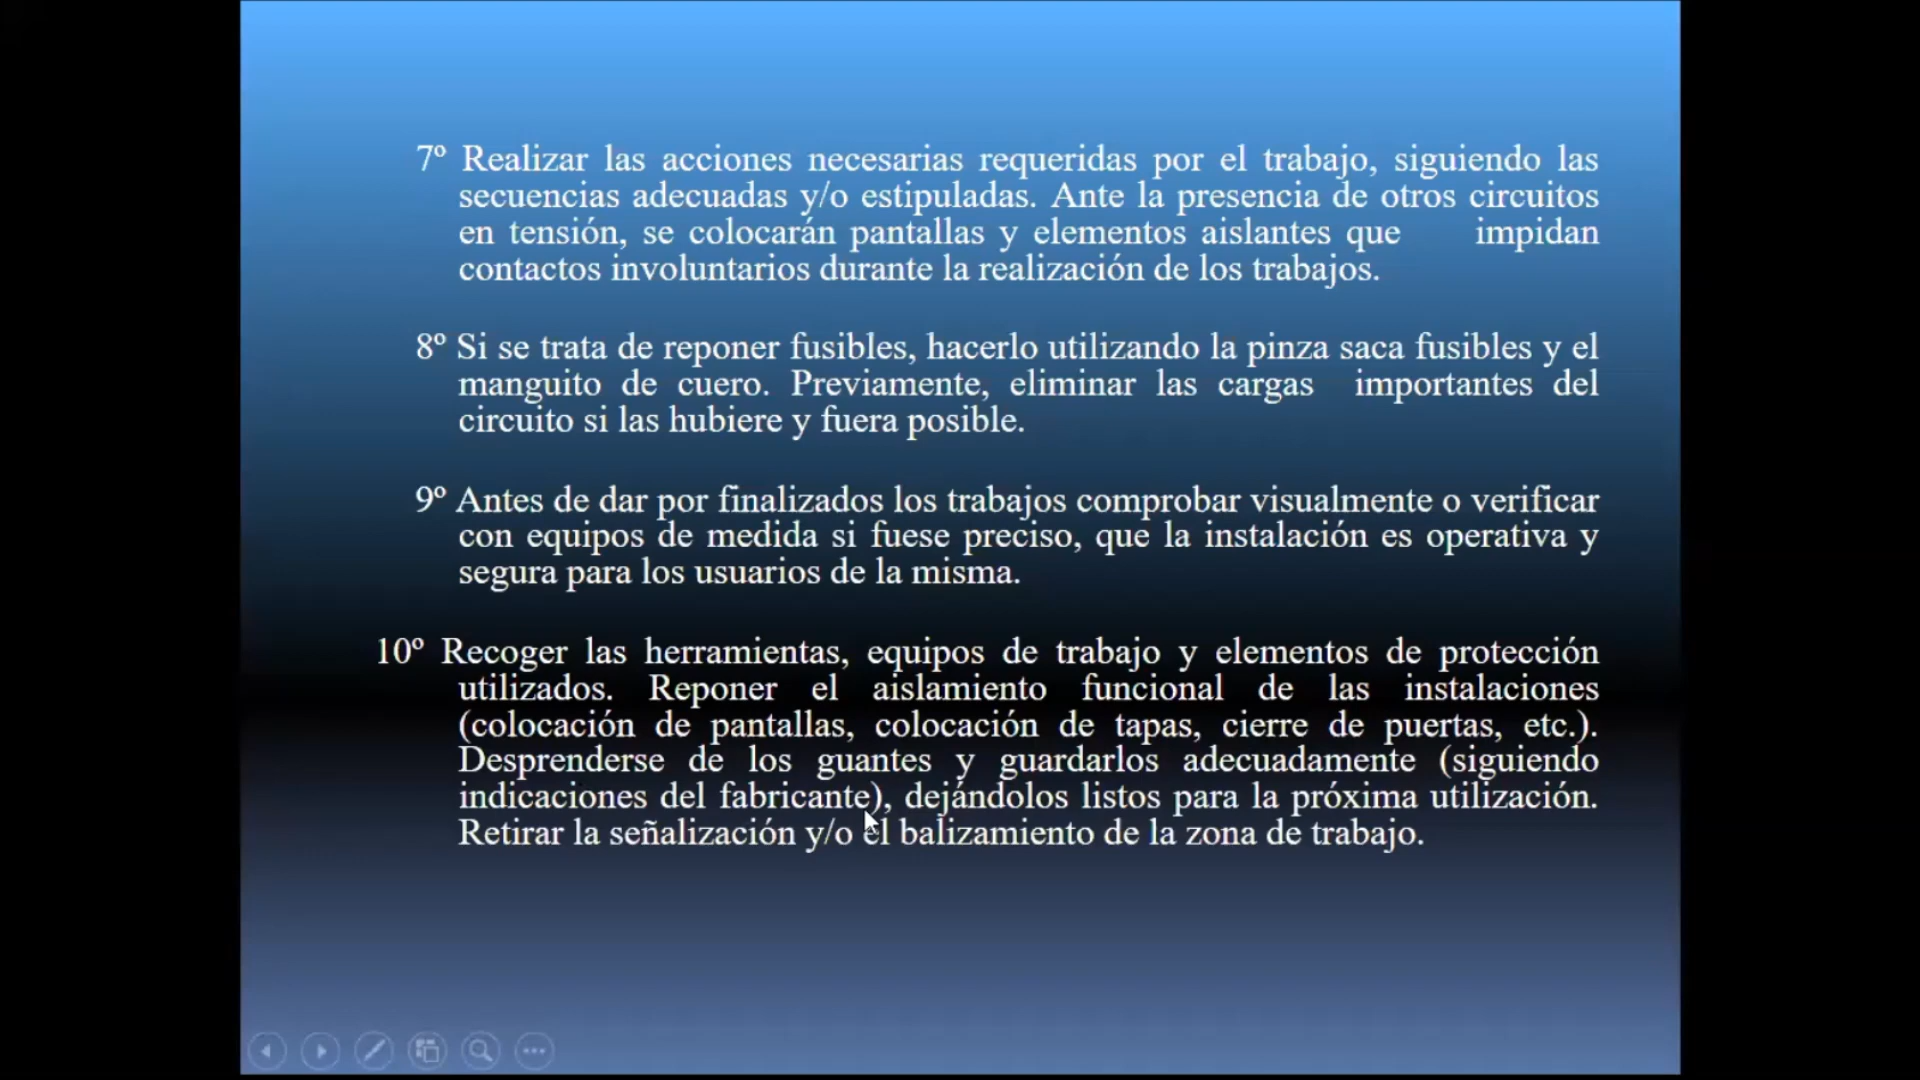 7º Realizar las acciones necesarias requeridas por el trabajo, siguiendo las
secuencias adecuadas y/o estipuladas. Ante la presencia de otros circuitos
en tensión, se colocarán pantallas y elementos aislantes que impidan
contactos involuntarios durante la realización de los trabajos.
8º Si se trata de reponer fusibles, hacerlo utilizando la pinza saca fusibles y el
manguito de cuero. Previamente, eliminar las cargas importantes del
circuito si las hubiere y fuera posible.
9º Antes de dar por finalizados los trabajos comprobar visualmente o verificar
con equipos de medida si fuese preciso, que la instalación es operativa y
segura para los usuarios de la misma.
10º Recoger las herramientas, equipos de trabajo y elementos de protección
utilizados. Reponer el aislamiento funcional de las instalaciones
(colocación de pantallas, colocación de tapas, cierre de puertas, etc.).
Desprenderse de los guantes y guardarlos adecuadamente (siguiendo
indicaciones del fabricante), dejándolos listos para la próxima utilización.
Retirar la señalización y/o el balizamiento de la zona de trabajo.